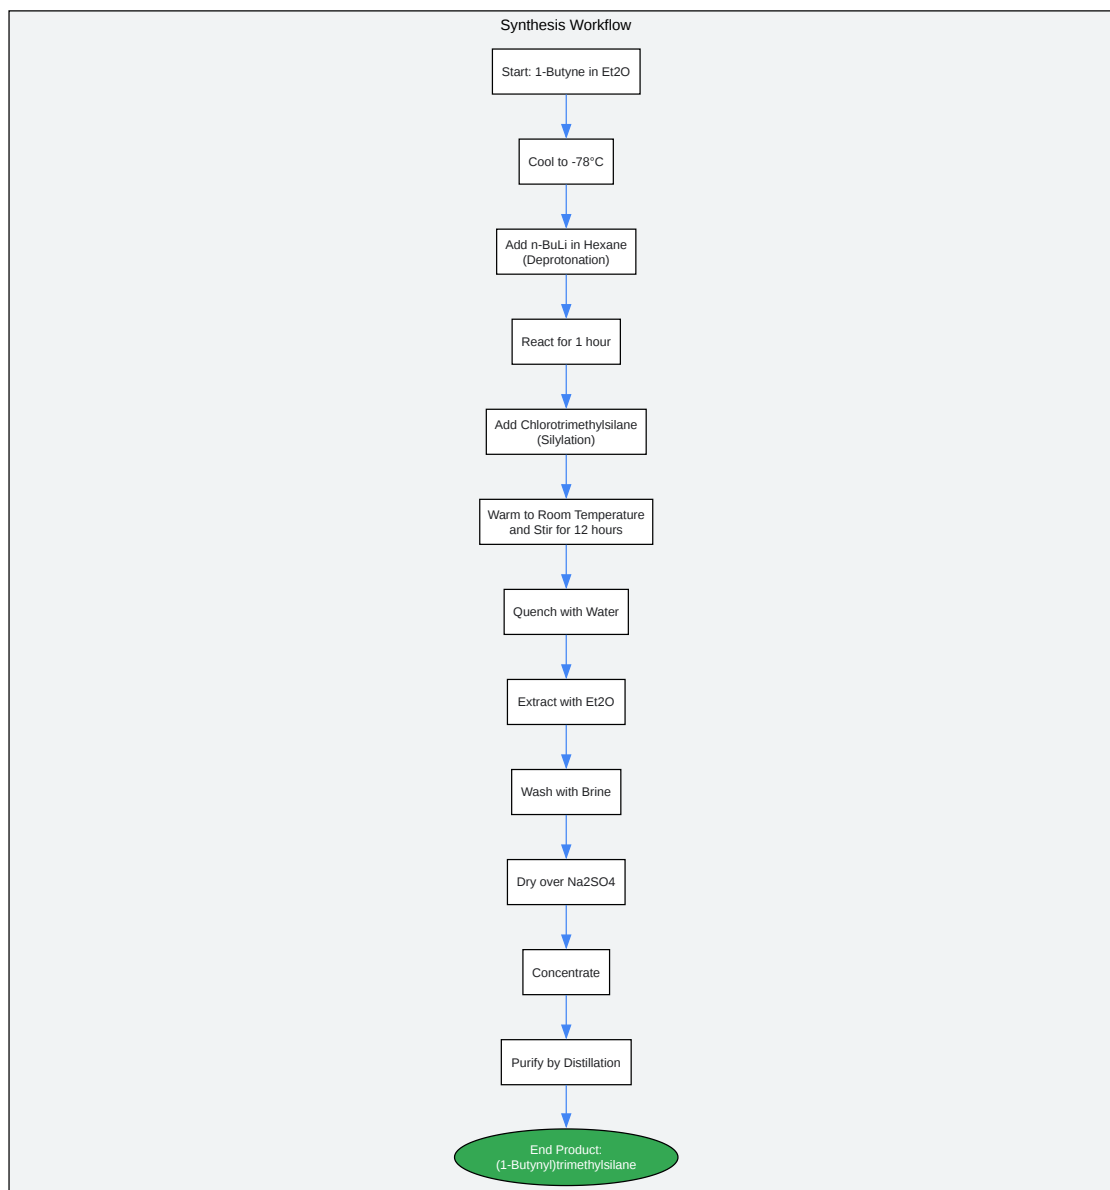 Synthesis Workflow
Start: 1-Butyne in Et2O
Cool to -78°C
Add n-BuLi in Hexane
(Deprotonation)
React for 1 hour
Add Chlorotrimethylsilane
(Silylation)
Warm to Room Temperature
and Stir for 12 hours
Quench with Water
Extract with Et2O
Wash with Brine
Dry over Na2SO4
Concentrate
Purify by Distillation
End Product:
(1-Butynyl)trimethylsilane